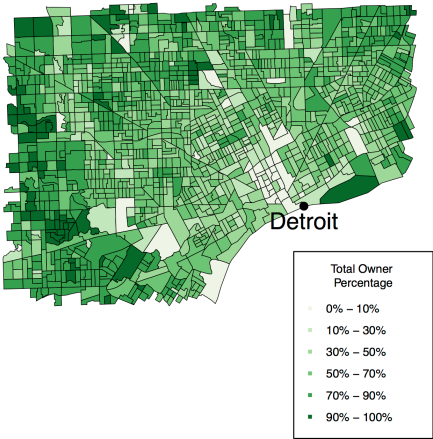 Detroit
Total Owner
Percentage
0% – 10%
10% – 30%
30% – 50%
50% – 70%
70% – 90%
90% – 100%